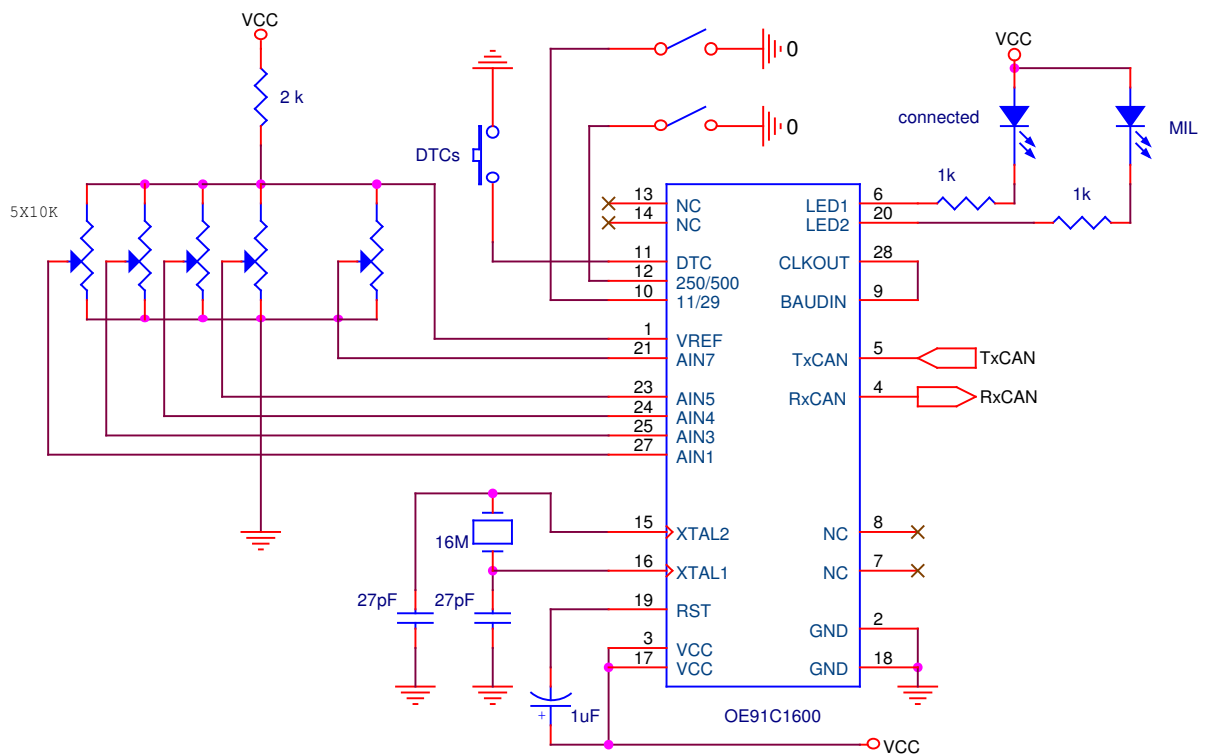 VCC
2 k
5X10K
DTCs
0
0
VCC
connected
MIL
1k
1k
13 NC
14 NC
11 DTC
12 250/500
10 11/29
1 VREF
21 AIN7
23 AIN5
24 AIN4
25 AIN3
27 AIN1
15 XTAL2
16 XTAL1
19 RST
3 VCC
17 VCC
LED1 6
LED2 20
CLKOUT 28
BAUDIN 9
TxCAN 5 TxCAN
RxCAN 4 RxCAN
NC 8
NC 7
GND 2
GND 18
16M
27pF
27pF
1uF
+
OE91C1600
VCC